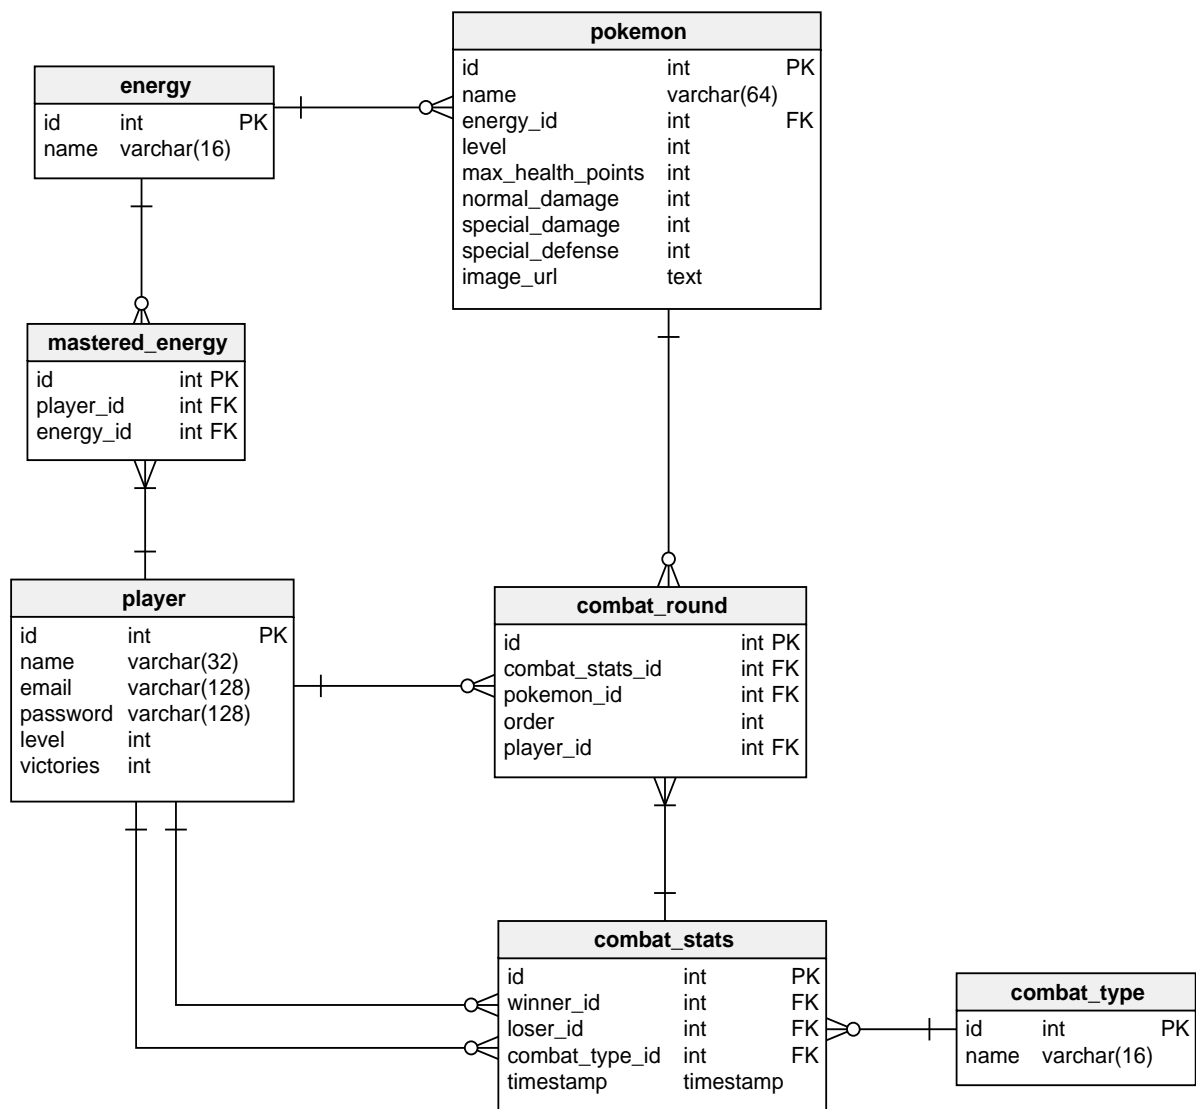 pokemon
id int PK
name varchar(64)
energy_id int FK
level int
max_health_points int
normal_damage int
special_damage int
special_defense int
image_url text
energy
id int PK
name varchar(16)
mastered_energy
id int PK
player_id int FK
energy_id int FK
player
id int PK
name varchar(32)
email varchar(128)
password varchar(128)
level int
victories int
combat_round
id int PK
combat_stats_id int FK
pokemon_id int FK
order int
player_id int FK
combat_stats
id int PK
winner_id int FK
loser_id int FK
combat_type_id int FK
timestamp timestamp
combat_type
id int PK
name varchar(16)